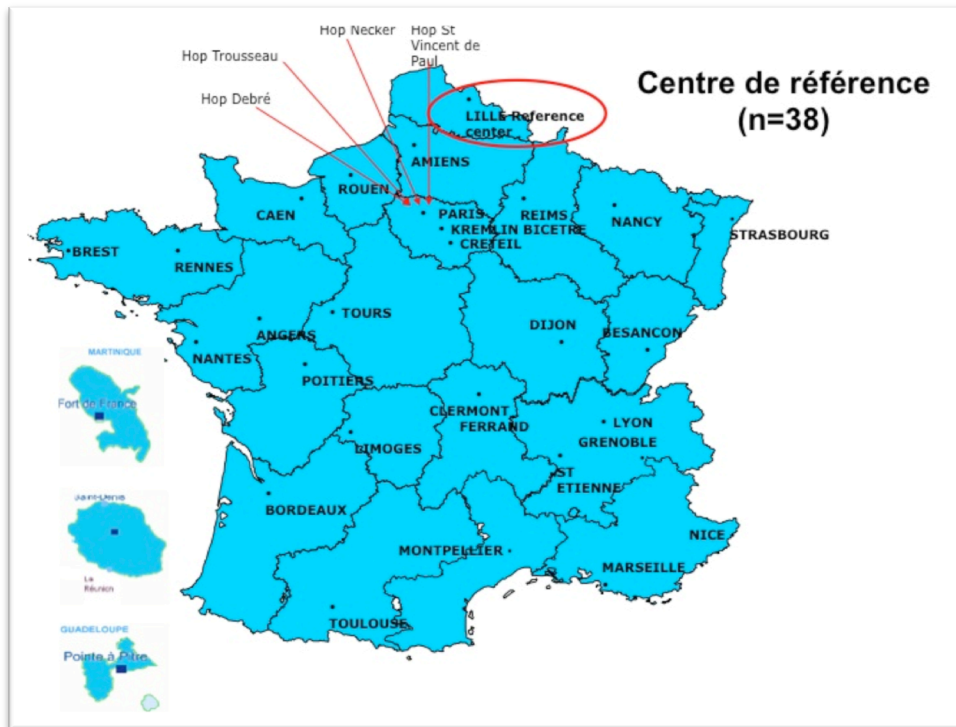 Hop Necker
Hop St
Vincent de
Paul
Hop Trousseau
Hop Debré
Centre de référence
(n=38)
LILLE Reference
center
AMIENS
ROUEN
CAEN
PARIS
KREMLIN BICETRE
CRETEIL
REIMS
NANCY
STRASBOURG
BREST
RENNES
TOURS
ANGERS
NANTES
DIJON
BESANCON
POITIERS
MARTINIQUE
Fort de France
CLERMONT
FERRAND
LIMOGES
LYON
GRENOBLE
ST
ETIENNE
BORDEAUX
Saint-Denis
La
Réunion
MONTPELLIER
NICE
MARSEILLE
TOULOUSE
GUADELOUPE
Pointe à Pitre